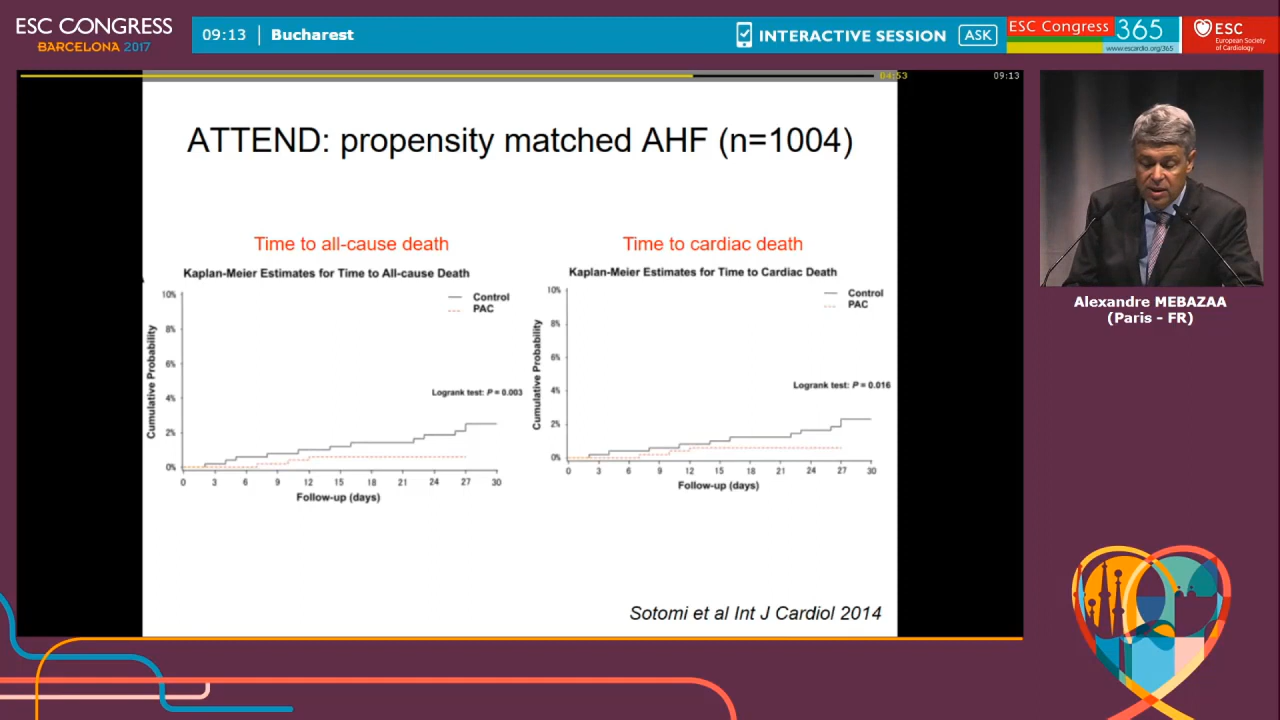 ESC CONGRESS
BARCELONA 2017
09:13 | Bucharest
INTERACTIVE SESSION ASK
ESC Congress 365
www.escardio.org/365
ESC
European Society
of Cardiology
04:53
09:13
ATTEND: propensity matched AHF (n=1004)
Time to all-cause death
Kaplan-Meier Estimates for Time to All-cause Death
10%
8%
6%
4%
2%
0%
Cumulative Probability
Control
PAC
Logrank test: P = 0.003
0 3 6 9 12 15 18 21 24 27 30
Follow-up (days)
Time to cardiac death
Kaplan-Meier Estimates for Time to Cardiac Death
10%
8%
6%
4%
2%
0%
Cumulative Probability
Control
PAC
Logrank test: P = 0.016
0 3 6 9 12 15 18 21 24 27 30
Follow-up (days)
Sotomi et al Int J Cardiol 2014
Alexandre MEBAZAA
(Paris - FR)